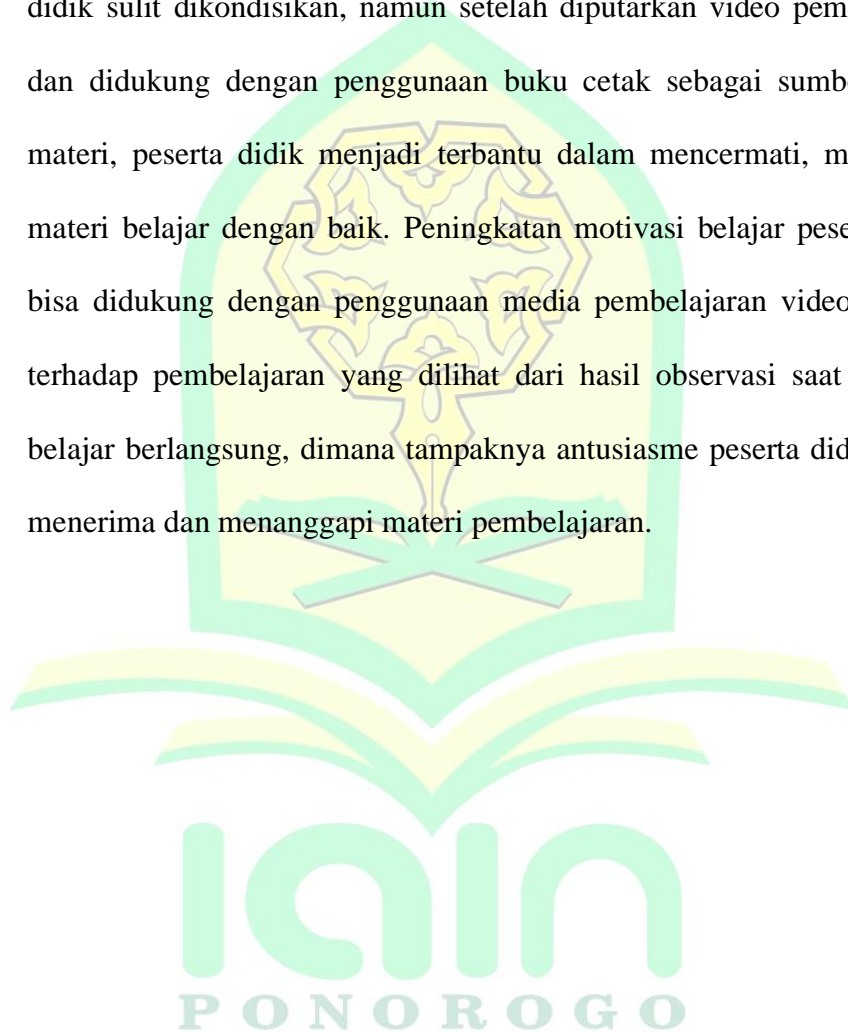 didik sulit dikondisikan, namun setelah diputarkan video pem
dan didukung dengan penggunaan buku cetak sebagai sumb
materi, peserta didik menjadi terbantu dalam mencermati, m
materi belajar dengan baik. Peningkatan motivasi belajar pese
bisa didukung dengan penggunaan media pembelajaran video
terhadap pembelajaran yang dilihat dari hasil observasi saat
belajar berlangsung, dimana tampaknya antusiasme peserta did
menerima dan menanggapi materi pembelajaran.
iain
PONOROGO